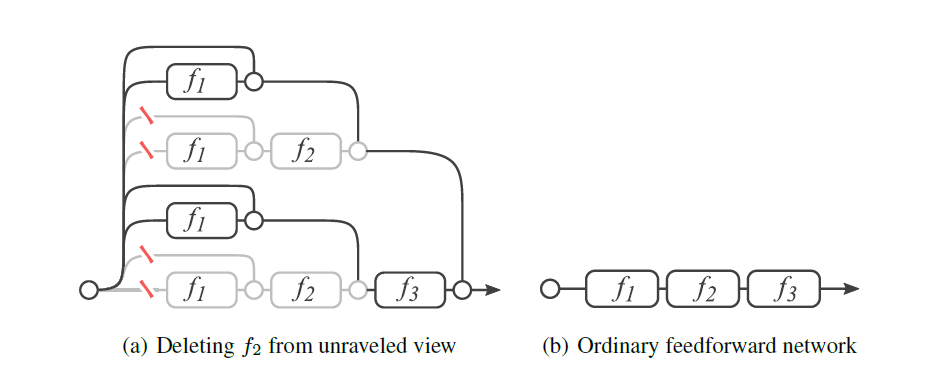 f1
f1 f2
f1
f1 f2 f3
f1 f2 f3
(a) Deleting f2 from unraveled view
(b) Ordinary feedforward network